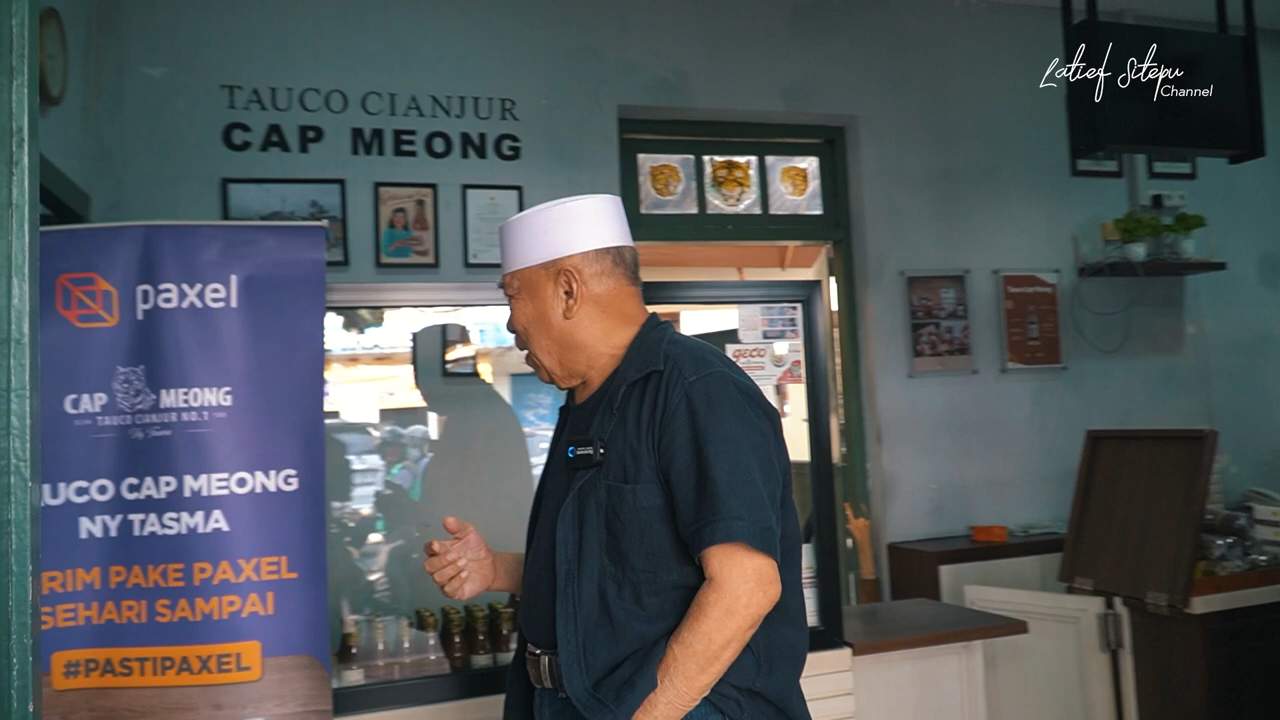 Latief Sitepu
Channel
TAUCO CIANJUR
CAP MEONG
paxel
CAP MEONG
TAUCO CIANJUR NO.1
UCO CAP MEONG
NY TASMA
RIM PAKE PAXEL
SEHARI SAMPAI
#PASTIPAXEL